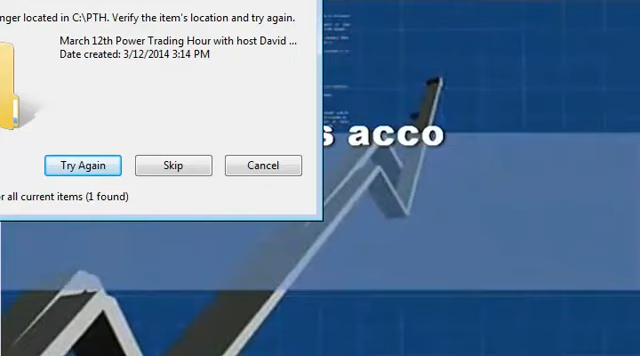 nger located in C:\PTH. Verify the item's location and try again.
March 12th Power Trading Hour with host David ...
Date created: 3/12/2014 3:14 PM
s acco
Try Again Skip Cancel
r all current items (1 found)